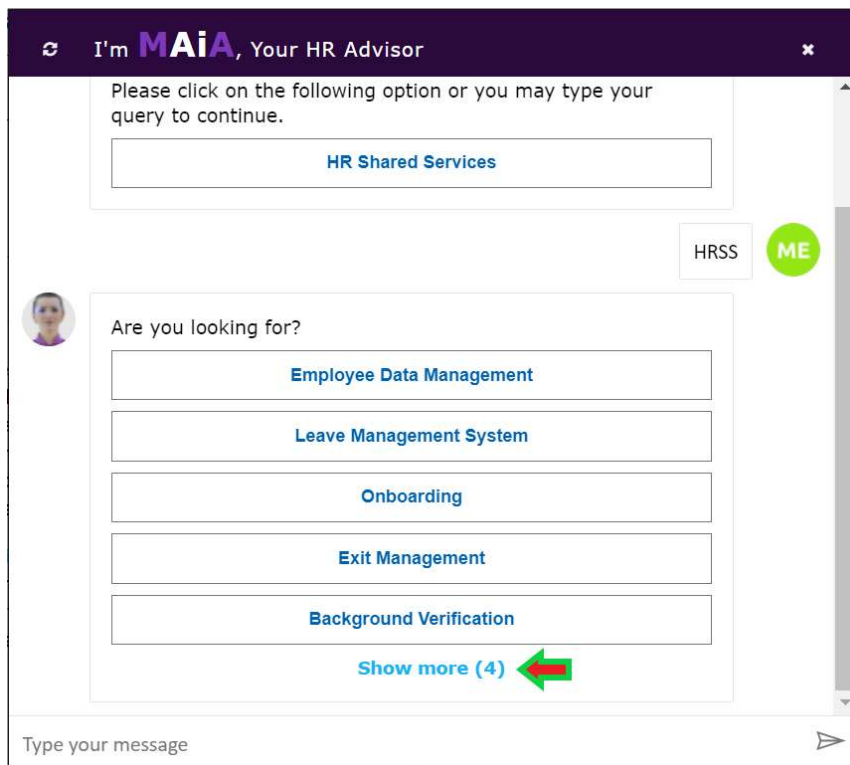 I'm MAiA, Your HR Advisor
Please click on the following option or you may type your
query to continue.
HR Shared Services
HRSS
ME
Are you looking for?
Employee Data Management
Leave Management System
Onboarding
Exit Management
Background Verification
Show more (4)
Type your message